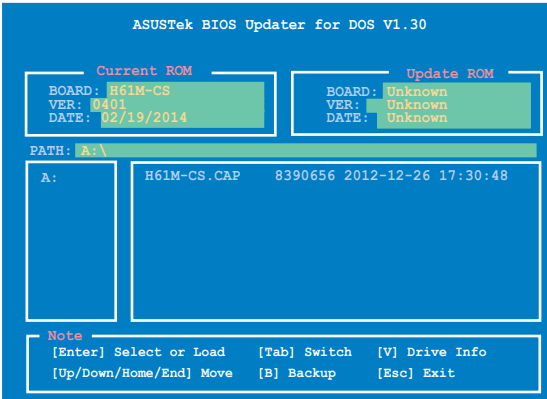 ASUSTek BIOS Updater for DOS V1.30
Current ROM
BOARD: H61M-CS
VER: 0401
DATE: 02/19/2014
Update ROM
BOARD: Unknown
VER: Unknown
DATE: Unknown
PATH: A:\
A:
H61M-CS.CAP 8390656 2012-12-26 17:30:48
Note
[Enter] Select or Load [Tab] Switch [V] Drive Info
[Up/Down/Home/End] Move [B] Backup [Esc] Exit